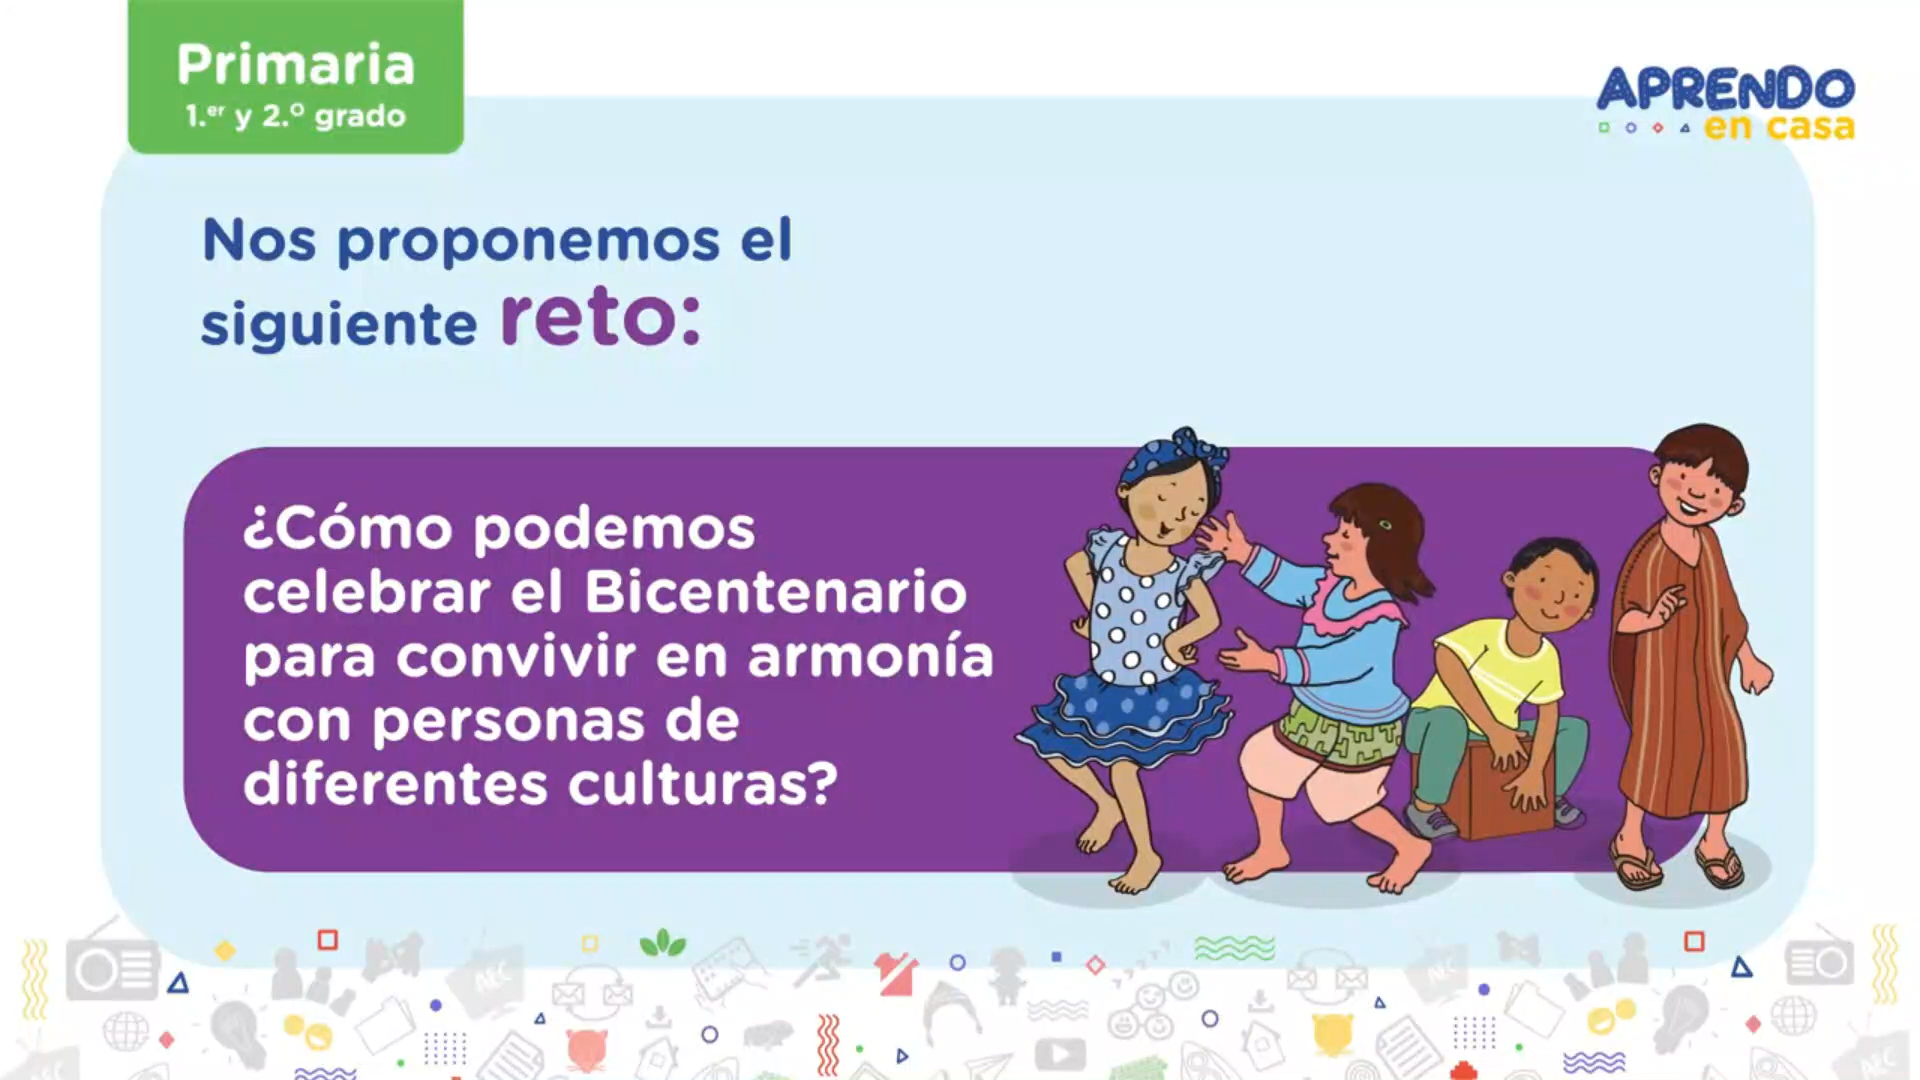 Primaria
1.er y 2.º grado
APRENDO
en casa
Nos proponemos el
siguiente reto:
¿Cómo podemos
celebrar el Bicentenario
para convivir en armonía
con personas de
diferentes culturas?